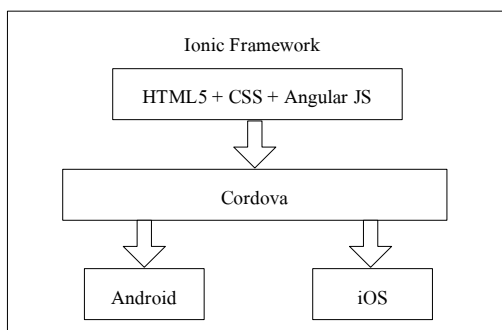 Ionic Framework
HTML5 + CSS + Angular JS
Cordova
Android
iOS